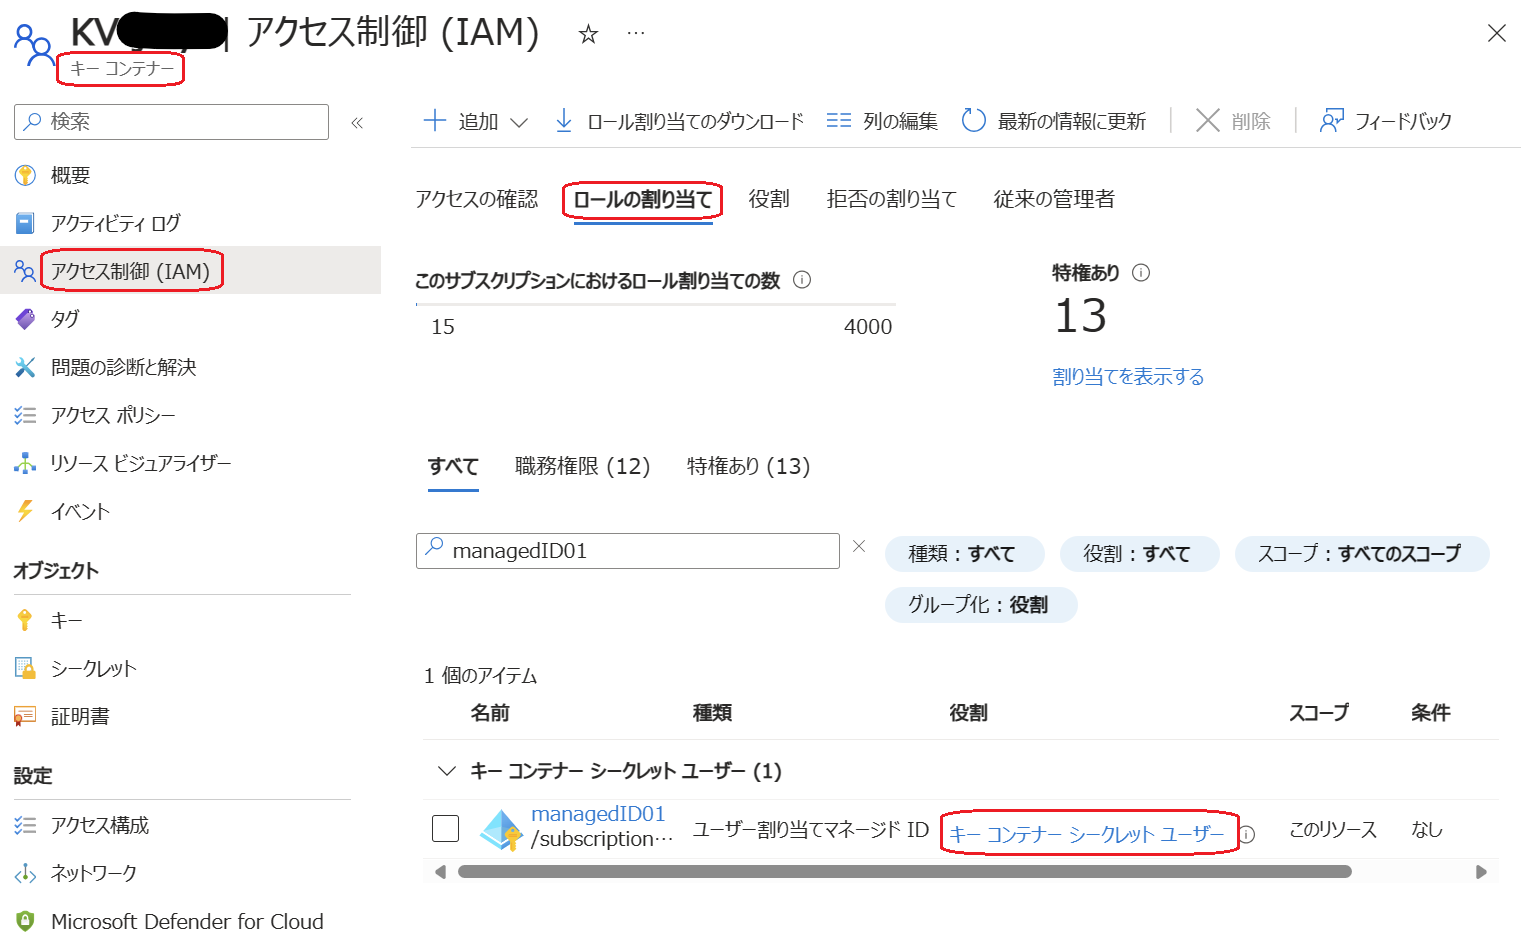 KV | アクセス制御 (IAM) ☆ …
キー コンテナー
検索
概要
アクティビティ ログ
アクセス制御 (IAM)
タグ
問題の診断と解決
アクセス ポリシー
リソース ビジュアライザー
イベント
オブジェクト
キー
シークレット
証明書
設定
アクセス構成
ネットワーク
Microsoft Defender for Cloud
追加 ロール割り当てのダウンロード 列の編集 最新の情報に更新 削除 フィードバック
アクセスの確認 ロールの割り当て 役割 拒否の割り当て 従来の管理者
このサブスクリプションにおけるロール割り当ての数
15 4000
特権あり
13
割り当てを表示する
すべて 職務権限 (12) 特権あり (13)
managedID01
種類 : すべて 役割 : すべて スコープ : すべてのスコープ
グループ化 : 役割
1 個のアイテム
名前 種類 役割 スコープ 条件
キー コンテナー シークレット ユーザー (1)
managedID01
/subscription… ユーザー割り当てマネージド ID キー コンテナー シークレット ユーザー このリソース なし